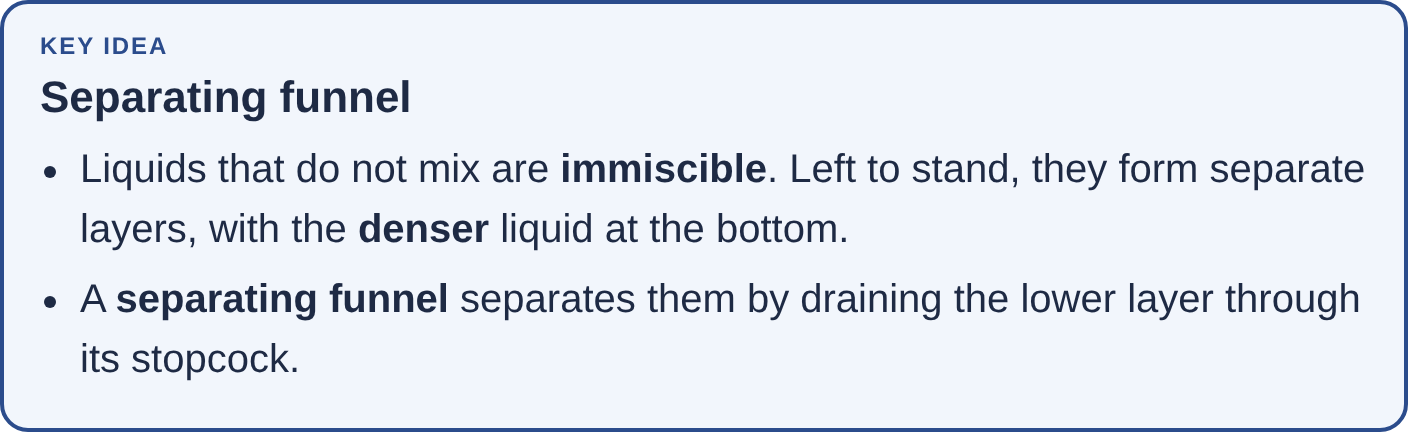 KEY IDEA
Separating funnel
• Liquids that do not mix are immiscible. Left to stand, they form separate
layers, with the denser liquid at the bottom.
• A separating funnel separates them by draining the lower layer through
its stopcock.